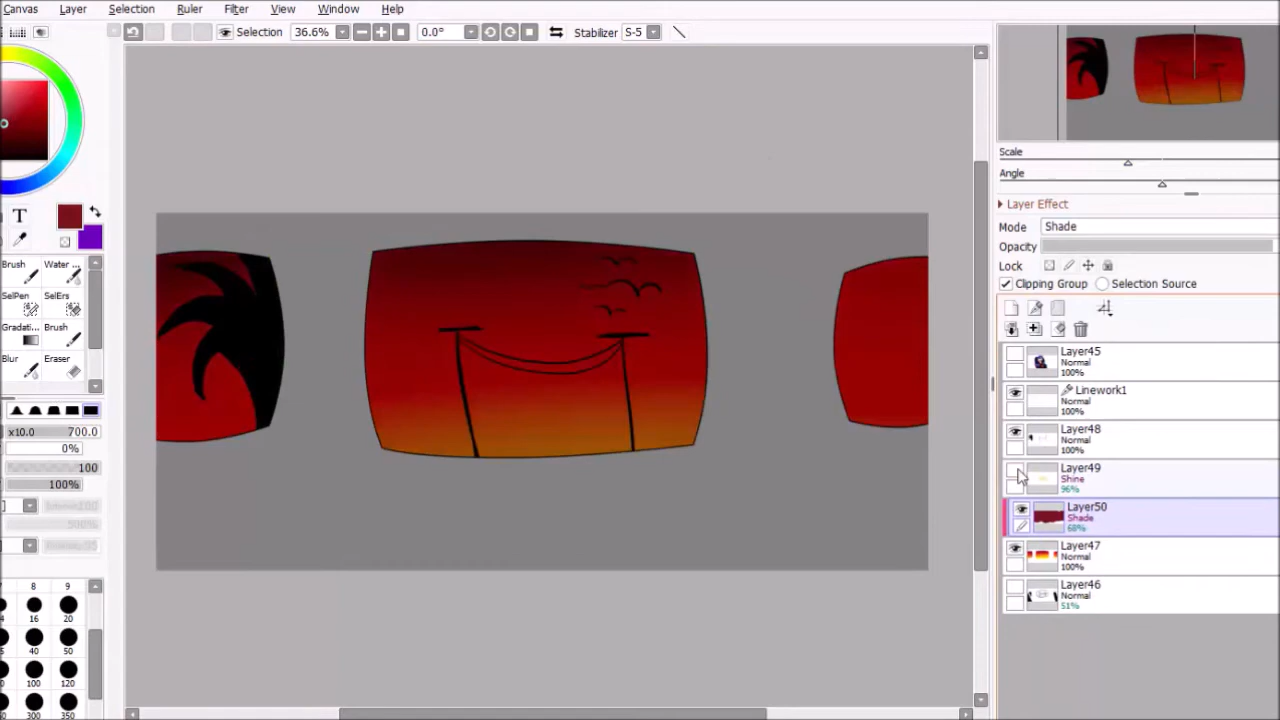 Canvas Layer Selection Ruler Filter View Window Help
Selection 36.6% 0.0° Stabilizer S-5
Scale
Angle
Layer Effect
Mode Shade
Opacity
Lock
Clipping Group Selection Source
T
Brush Water ...
SelPen SelErs
Gradati... Brush
Blur Eraser
x10.0 700.0
0%
100
100%
8 9
16 20
40 50
100 120
300 350
Layer45
Normal
100%
Linework1
Normal
100%
Layer48
Normal
100%
Layer49
Shine
96%
Layer50
Shade
68%
Layer47
Normal
100%
Layer46
Normal
51%